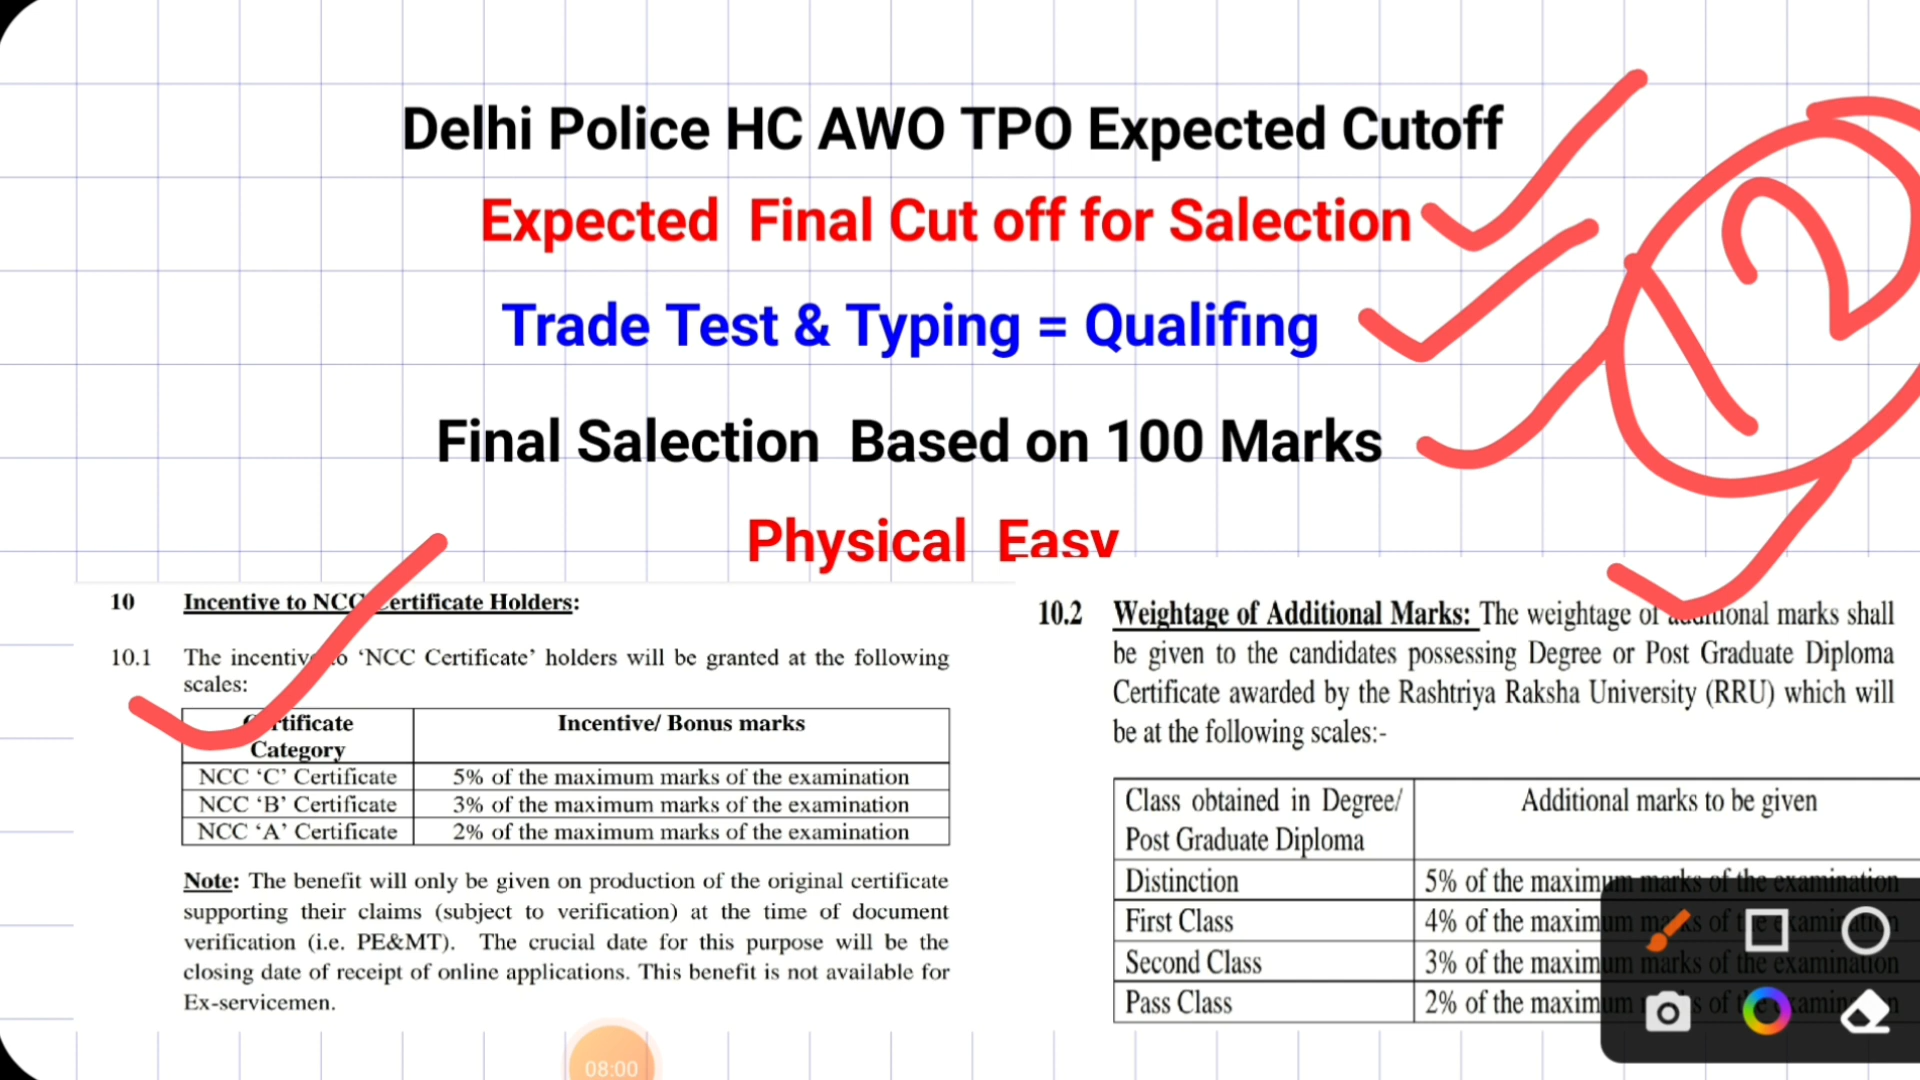 Delhi Police HC AWO TPO Expected Cutoff
Expected Final Cut off for Salection
Trade Test & Typing = Qualifing
Final Salection Based on 100 Marks
Physical Easy
10 Incentive to NCC Certificate Holders:
10.1 The incentive to ‘NCC Certificate’ holders will be granted at the following
scales:
Certificate Category Incentive/ Bonus marks
NCC ‘C’ Certificate 5% of the maximum marks of the examination
NCC ‘B’ Certificate 3% of the maximum marks of the examination
NCC ‘A’ Certificate 2% of the maximum marks of the examination
Note: The benefit will only be given on production of the original certificate
supporting their claims (subject to verification) at the time of document
verification (i.e. PE&MT). The crucial date for this purpose will be the
closing date of receipt of online applications. This benefit is not available for
Ex-servicemen.
10.2 Weightage of Additional Marks: The weightage of additional marks shall
be given to the candidates possessing Degree or Post Graduate Diploma
Certificate awarded by the Rashtriya Raksha University (RRU) which will
be at the following scales:-
Class obtained in Degree/ Additional marks to be given
Post Graduate Diploma
Distinction 5% of the maximum marks of the examination
First Class 4% of the maximum marks of the examination
Second Class 3% of the maximum marks of the examination
Pass Class 2% of the maximum marks of the examination
08:00